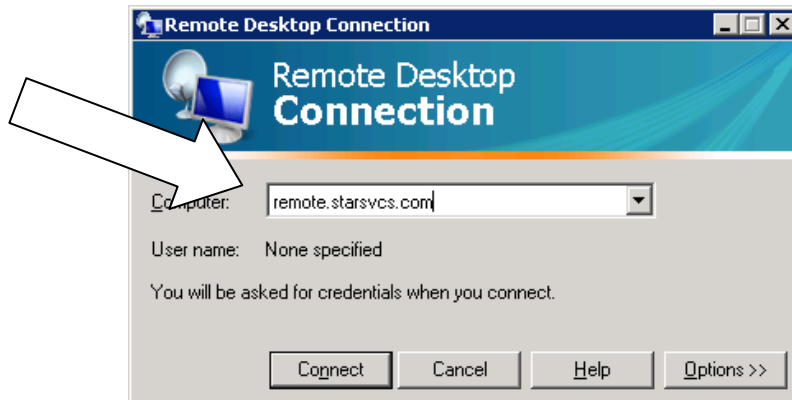 Remote Desktop Connection
Remote Desktop
Connection
Computer: remote.starsvcs.com
User name: None specified
You will be asked for credentials when you connect.
Connect Cancel Help Options >>